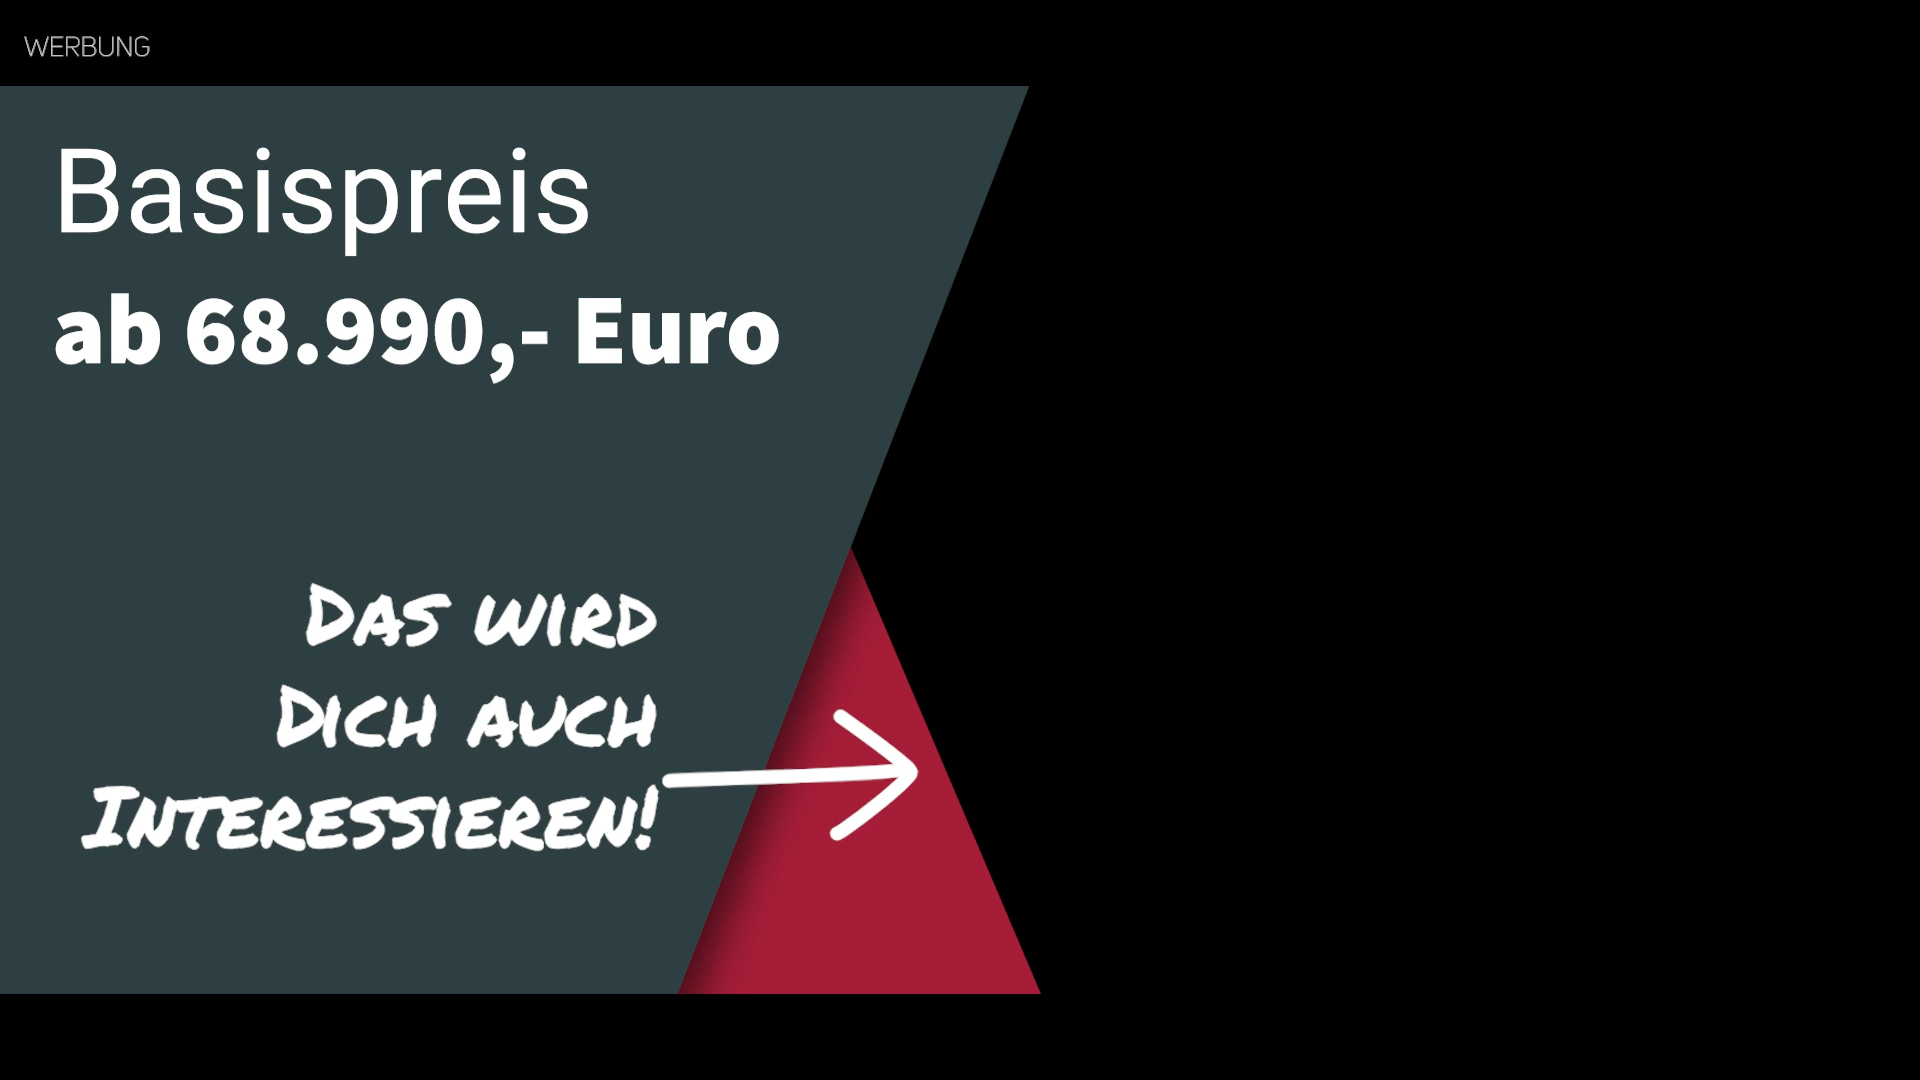 WERBUNG
Basispreis
ab 68.990,- Euro
Das wird
Dich auch
Interessieren!